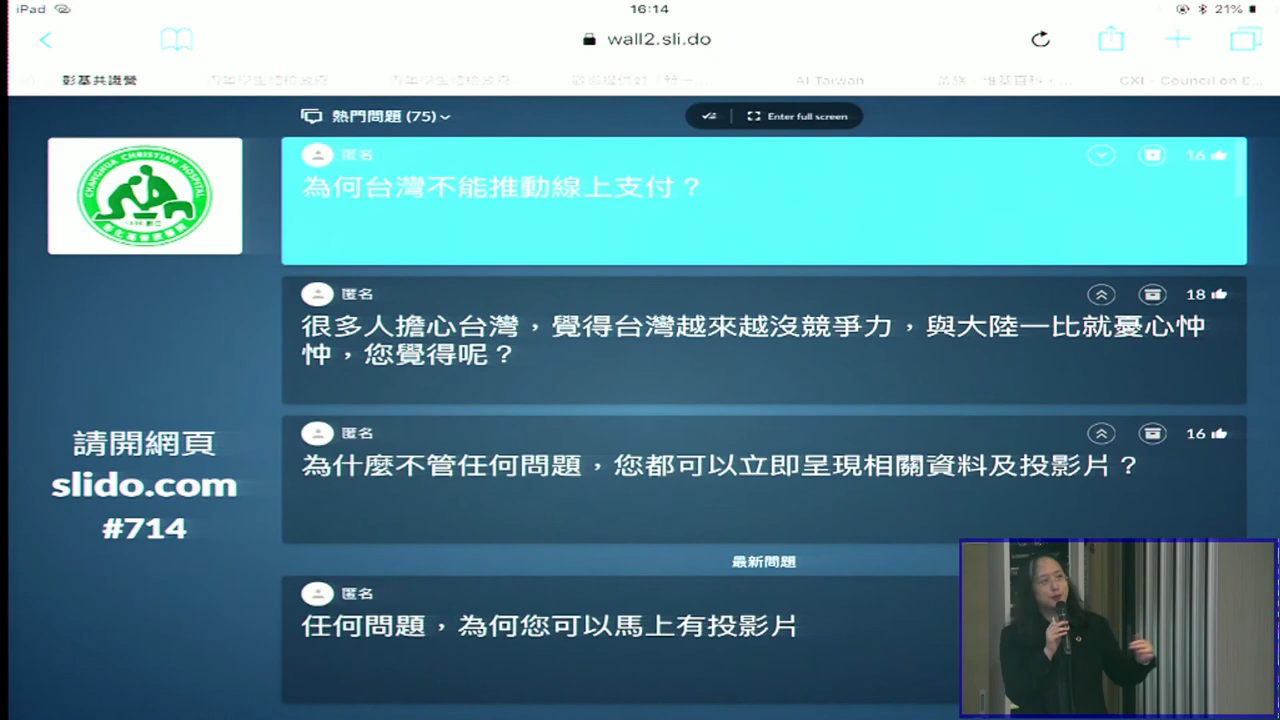 iPad
16:14
21%
wall2.sli.do
彰基共識營
AI Taiwan
CXI - Council on E...
熱門問題 (75)
Enter full screen
CHANGHUA CHRISTIAN HOSPITAL
匿名
16
為何台灣不能推動線上支付？
匿名
18
很多人擔心台灣，覺得台灣越來越沒競爭力，與大陸一比就憂心忡
忡，您覺得呢？
匿名
16
為什麼不管任何問題，您都可以立即呈現相關資料及投影片？
請開網頁
slido.com
#714
最新問題
匿名
任何問題，為何您可以馬上有投影片